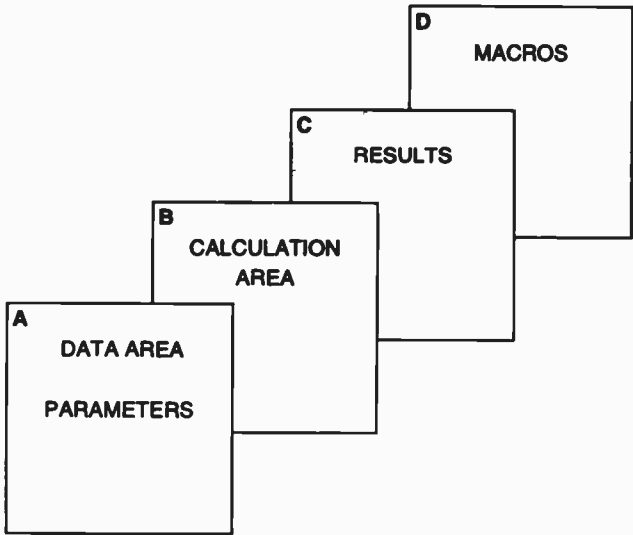 D
MACROS
C
RESULTS
B
CALCULATION
AREA
A
DATA AREA
PARAMETERS